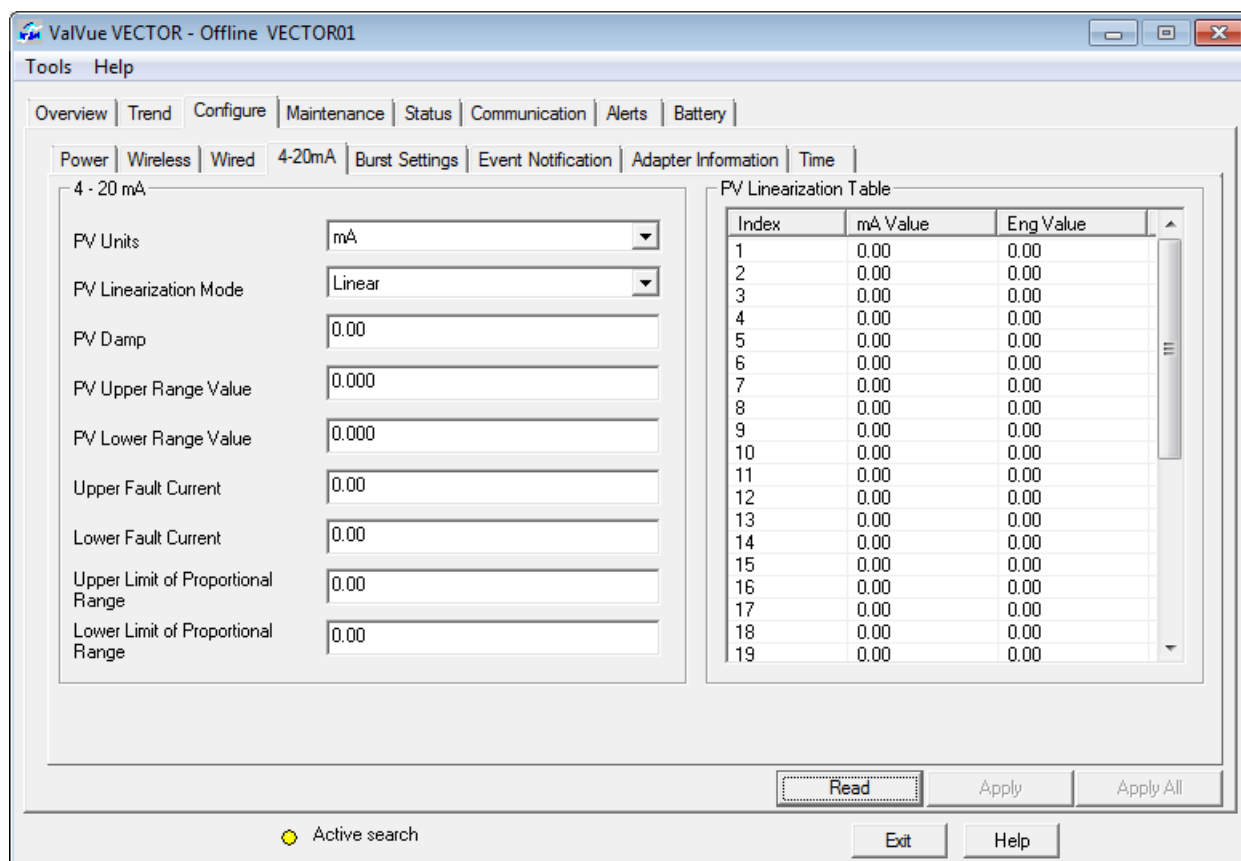 ValVue VECTOR - Offline VECTOR01
Tools Help
Overview Trend Configure Maintenance Status Communication Alerts Battery
Power Wireless Wired 4-20mA Burst Settings Event Notification Adapter Information Time
4 - 20 mA
PV Units mA
PV Linearization Mode Linear
PV Damp 0.00
PV Upper Range Value 0.000
PV Lower Range Value 0.000
Upper Fault Current 0.00
Lower Fault Current 0.00
Upper Limit of Proportional
Range 0.00
Lower Limit of Proportional
Range 0.00
PV Linearization Table
Index mA Value Eng Value
1 0.00 0.00
2 0.00 0.00
3 0.00 0.00
4 0.00 0.00
5 0.00 0.00
6 0.00 0.00
7 0.00 0.00
8 0.00 0.00
9 0.00 0.00
10 0.00 0.00
11 0.00 0.00
12 0.00 0.00
13 0.00 0.00
14 0.00 0.00
15 0.00 0.00
16 0.00 0.00
17 0.00 0.00
18 0.00 0.00
19 0.00 0.00
Read Apply Apply All
Active search
Exit Help